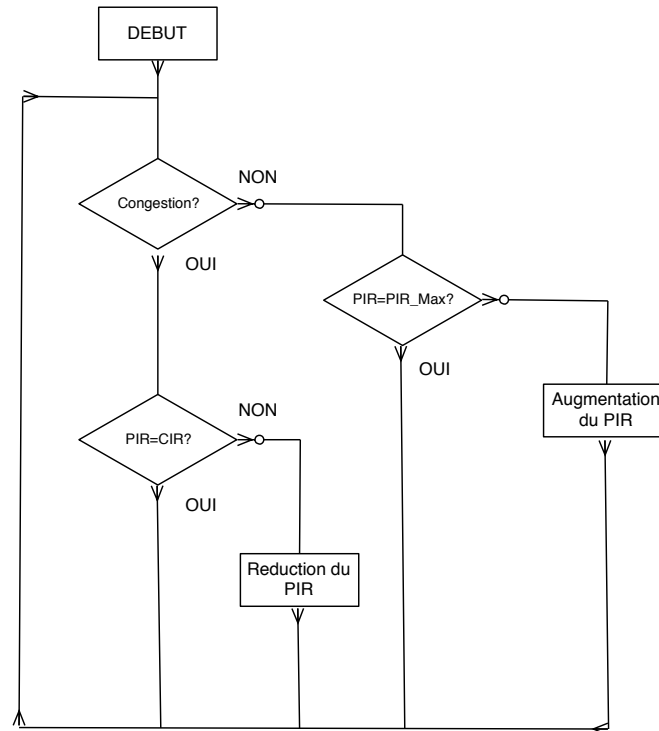 DEBUT
NON
Congestion?
OUI
PIR=PIR_Max?
OUI
Augmentation
du PIR
NON
PIR=CIR?
OUI
Reduction du
PIR